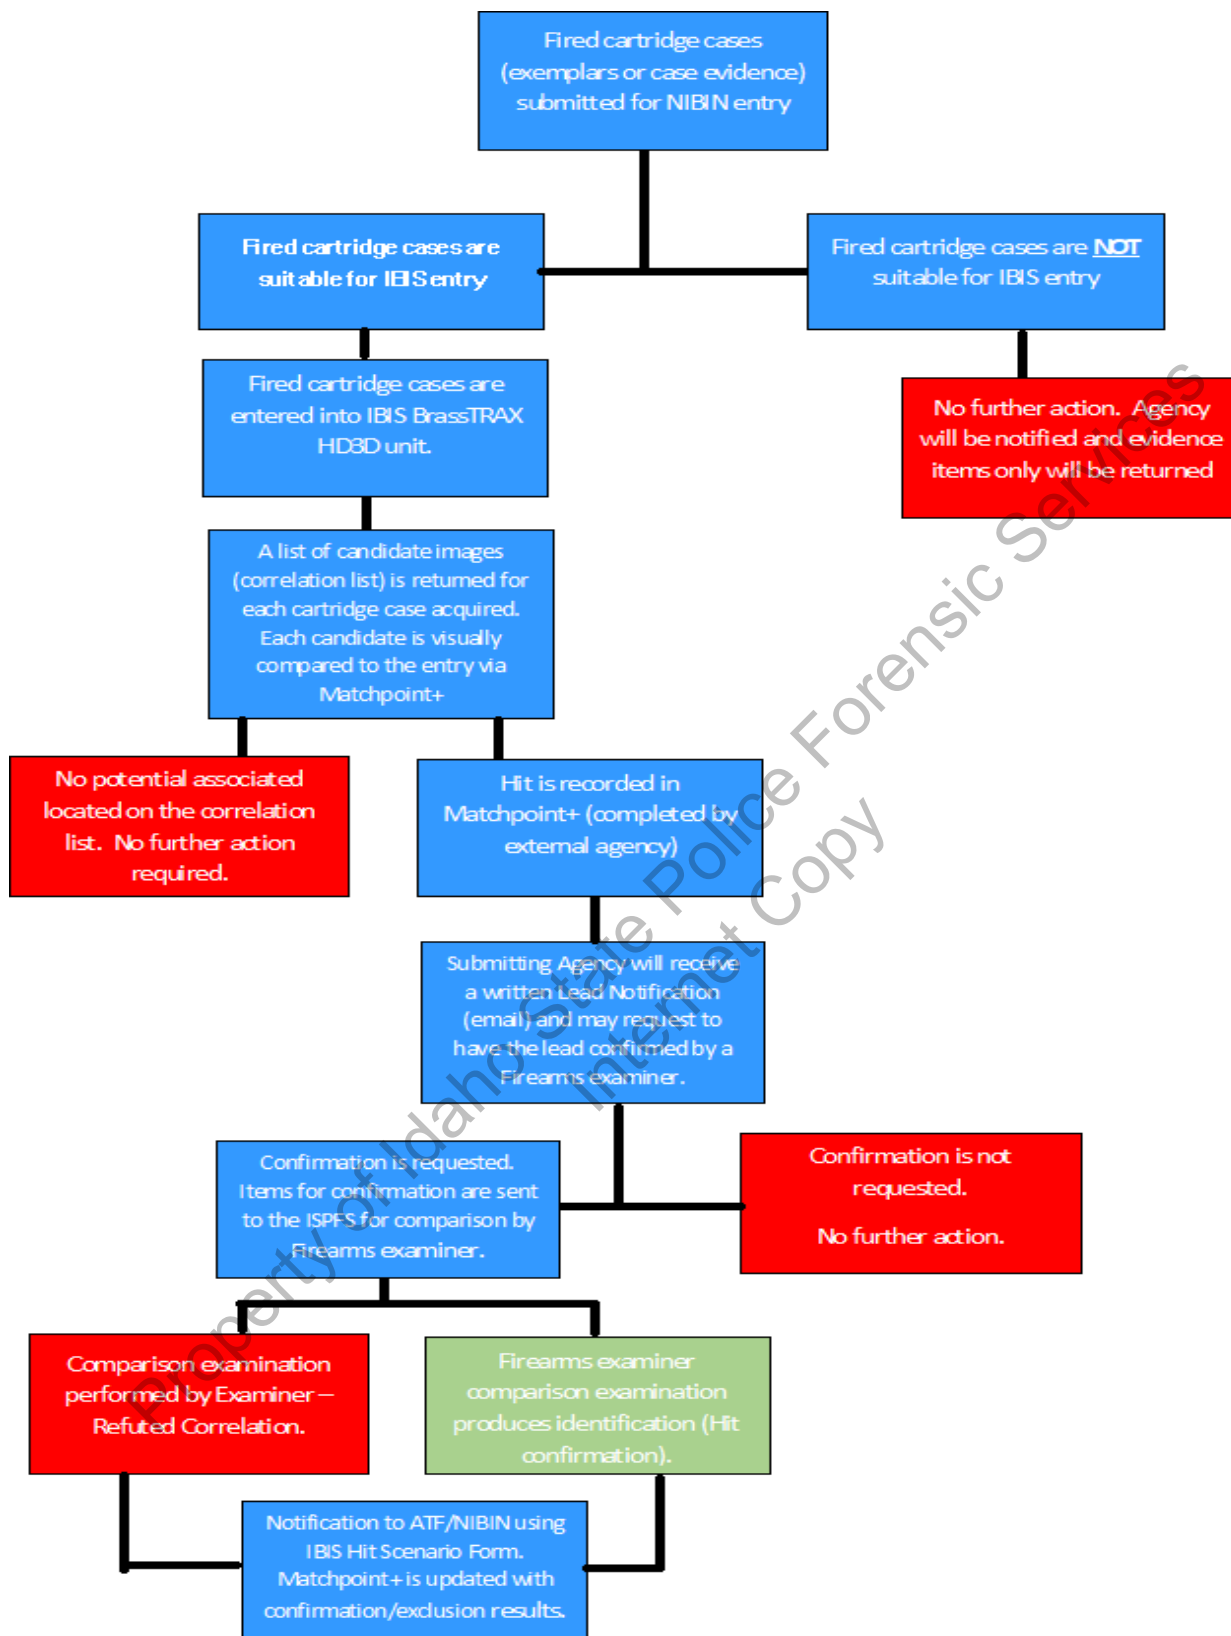 Fired cartridge cases
(exemplars or case evidence)
submitted for NIBIN entry
Fired cartridge cases are
suitable for IBIS entry
Fired cartridge cases are NOT
suitable for IBIS entry
Fired cartridge cases are
entered into IBIS BrassTRAX
HD3D unit.
No further action. Agency
will be notified and evidence
items only will be returned
A list of candidate images
(correlation list) is returned for
each cartridge case acquired.
Each candidate is visually
compared to the entry via
Matchpoint+
No potential associated
located on the correlation
list. No further action
required.
Hit is recorded in
Matchpoint+ (completed by
external agency)
Submitting Agency will receive
a written Lead Notification
(email) and may request to
have the lead confirmed by a
Firearms examiner.
Confirmation is requested.
Items for confirmation are sent
to the ISPFS for comparison by
Firearms examiner.
Confirmation is not
requested.
No further action.
Comparison examination
performed by Examiner –
Refuted Correlation.
Firearms examiner
comparison examination
produces identification (Hit
confirmation).
Notification to ATF/NIBIN using
IBIS Hit Scenario Form.
Matchpoint+ is updated with
confirmation/exclusion results.
Property of Idaho State Police Forensic Services
Internet Copy